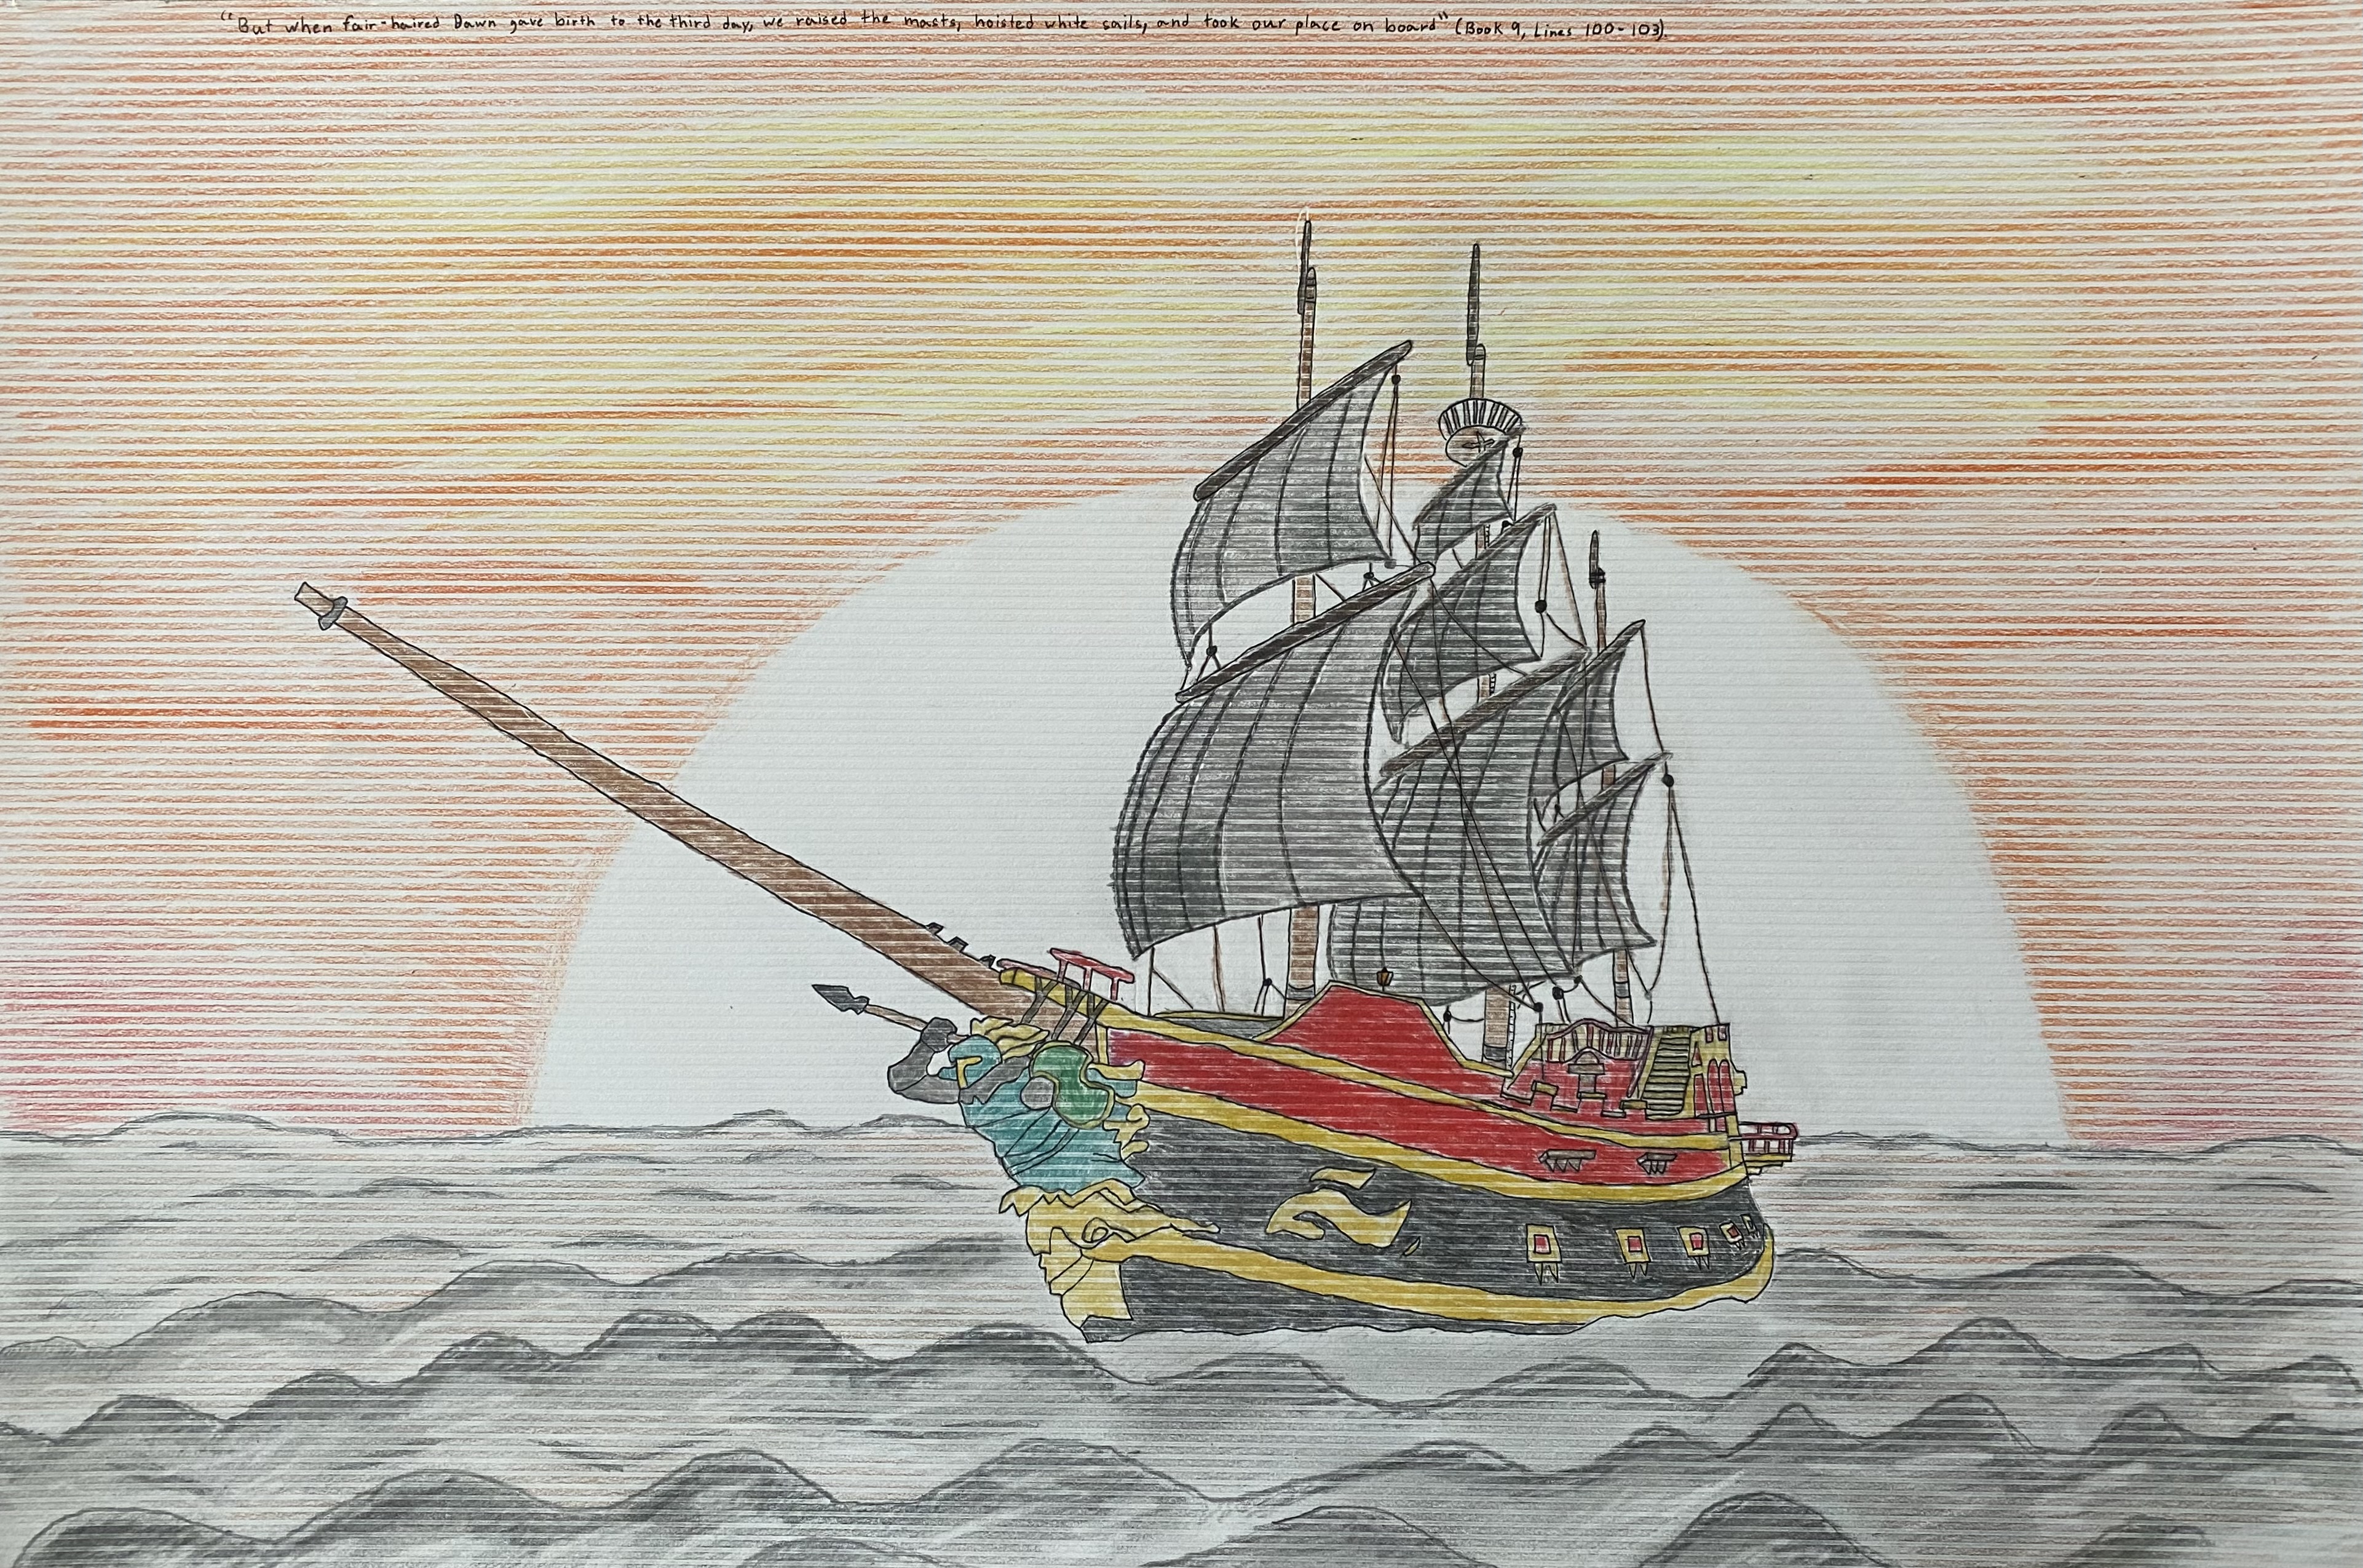 "But when fair-haired Dawn gave birth to the third day, we raised the masts, hoisted white sails, and took our place on board" (Book 9, Lines 100-103).